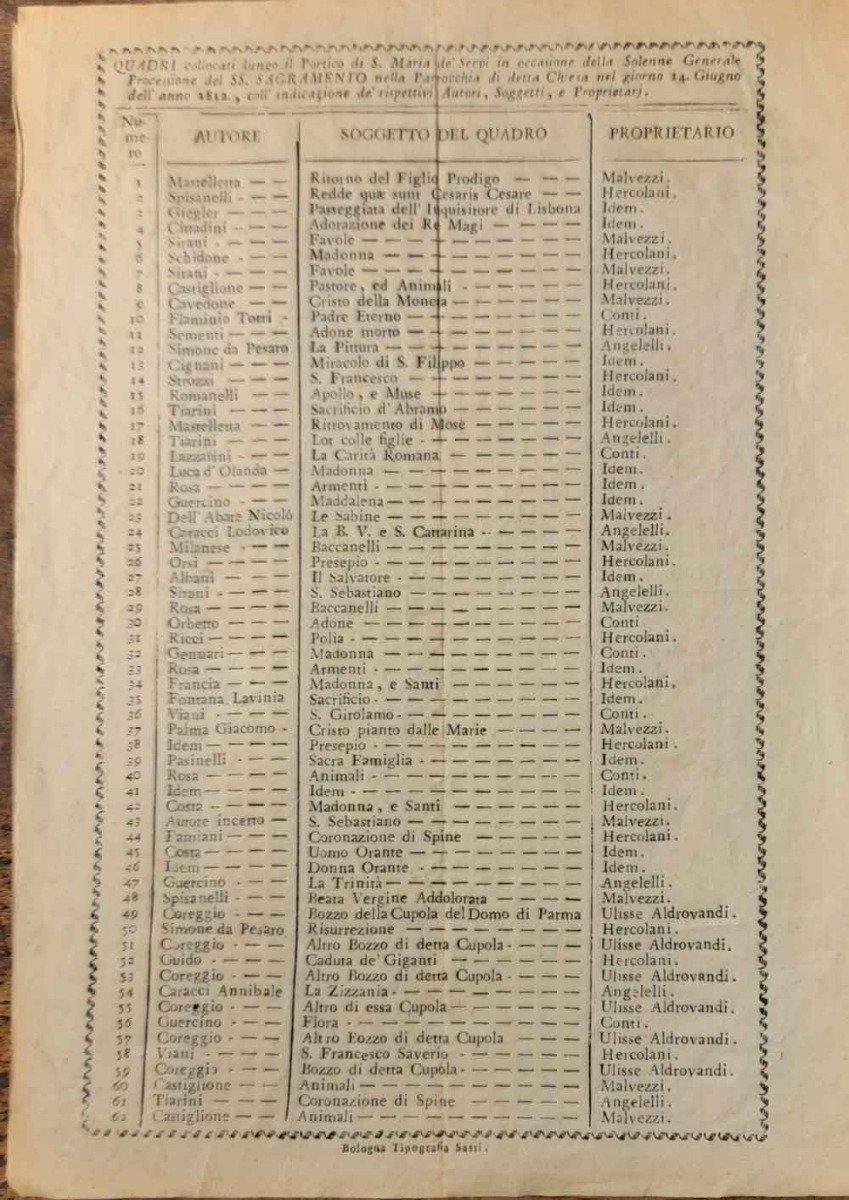 QUADRI collocati lungo il Portico di S. Maria de' Servi in occasione della Solenne Generale
Processione del SS. SAGRAMENTO nella Parrocchia di detta Chiesa nel giorno 14. Giugno
dell' anno 1812., coll' indicazione de' rispettivi Autori, Soggetti, e Proprietarj.
Nu-me-ro AUTORE SOGGETTO DEL QUADRO PROPRIETARIO
1 Mastelletta — — Ritorno del Figlio Prodigo — — — Malvezzi.
2 Spisanelli - — — Redde quæ sunt Cesaris Cesare — — — Hercolani.
3 Giegler — — — Passeggiata dell' Inquisitore di Lisbona Idem.
4 Cittadini - — — Adorazione dei Re Magi — — — — Idem.
5 Sirani - — — — Favole — — — — — — — — — Malvezzi.
6 Schidone - — — Madonna — — — — — — — — Hercolani.
7 Sirani - — — — Favole — — — — — — — — — Malvezzi.
8 Castiglione — — Pastore, ed Animali - — — — — — Hercolani.
9 Cavedone — — Cristo della Moneta — — — — — Malvezzi.
10 Flaminio Torri - Padre Eterno — — — — — — — Conti.
11 Sementi — — — Adone morto — — — — — — — Hercolani.
12 Simone da Pesaro La Pittura — — — — — — — — Angelelli.
13 Cignani — — — Miracolo di S. Filippo — — — — — Idem.
14 Strozzi — — — S. Francesco — — — — — — — Hercolani.
15 Romanelli — — Apollo, e Muse — — — — — — — Idem.
16 Tiarini — — — Sacrificio d' Abramo — — — — — Idem.
17 Mastelletta — — Ritrovamento di Mosè — — — — — Hercolani.
18 Tiarini — — — Lot colle figlie - — — — — — — Angelelli.
19 Lazzarini — — La Carità Romana — — — — — — Conti.
20 Luca d' Olanda — Madonna — — — — — — — — Idem.
21 Rosa — — — — Armenti - — — — — — — — — Idem.
22 Guercino — — Maddalena — — — — — — — — Idem.
23 Dell' Abate Nicolò Le Sabine — — — — — — — — Malvezzi.
24 Caracci Lodovico La B. V. e S. Cattarina -- — — — — Angelelli.
25 Milanese - — — Baccanelli — — — — — — — — Malvezzi.
26 Orsi — — — — Presepio - — — — — — — — — Hercolani.
27 Albani — — — Il Salvatore - — — — — — — — Idem.
28 Sirani - — — — S. Sebastiano — — — — — — — Angelelli.
29 Rosa — — — — Baccanelli — — — — — — — — Malvezzi.
30 Orbetto — — — Adone — — — — — — — — — Conti
31 Ricci — — — — Polia - — — — — — — — — — Hercolani.
32 Gennari — — — Madonna — — — — — — — — Conti.
33 Rosa — — — — Armenti - — — — — — — — — Idem.
34 Francia — — — Madonna, e Santi — — — — — — Hercolani.
35 Fontana Lavinia Sacrificio - — — — — — — — — Idem.
36 Viani — — — — S. Girolamo - — — — — — — — Conti.
37 Palma Giacomo - Cristo pianto dalle Marie — — — — Malvezzi.
38 Idem — — — — Presepio — — — — — — — — — Hercolani.
39 Pasinelli - — — Sacra Famiglia - — — — — — — Idem.
40 Rosa — — — — Animali - — — — — — — — — Conti.
41 Idem — — — — Idem - — — — — — — — — — Idem.
42 Costa — — — Madonna, e Santi — — — — — — Hercolani.
43 Autore incerto — S. Sebastiano — — — — — — — Malvezzi.
44 Famiani — — — Coronazione di Spine — — — — — Hercolani.
45 Costa — — — — Uomo Orante — — — — — — — Idem.
46 Idem — — — — Donna Orante - — — — — — — Idem.
47 Guercino - — — La Trinità — — — — — — — — Angelelli.
48 Spisanelli - — — Beata Vergine Addolorata — — — — Malvezzi.
49 Coreggio - — — Bozzo della Cupola del Domo di Parma Ulisse Aldrovandi.
50 Simone da Pesaro Risurrezione — — — — — — — Hercolani.
51 Coreggio - — — Altro Bozzo di detta Cupola - — — — Ulisse Aldrovandi.
52 Guido - — — — Caduta de' Giganti — — — — — — Hercolani.
53 Coreggio - — — Altro Bozzo di detta Cupola - — — — Ulisse Aldrovandi.
54 Caracci Annibale La Zizzania - — — — — — — — Angelelli.
55 Coreggio - — — Altro di essa Cupola — — — — — Ulisse Aldrovandi.
56 Guercino — — Flora - — — — — — — — — — Conti.
57 Coreggio - — — Altro Bozzo di detta Cupola — — — Ulisse Aldrovandi.
58 Viani - — — — S. Francesco Saverio - — — — — — Hercolani.
59 Coreggio — — Bozzo di detta Cupola - — — — — — Ulisse Aldrovandi.
60 Castiglione — — Animali — — — — — — — — — Malvezzi.
61 Tiarini — — — Coronazione di Spine — — — — — Angelelli.
62 Castiglione — — Animali — — — — — — — — — Malvezzi.
Bologna Tipografia Sassi.